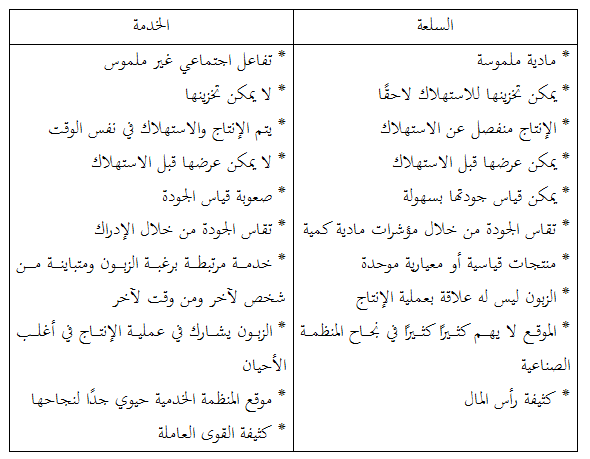 السلعة
* مادية ملموسة
* يمكن تخزينها للاستهلاك لاحقًا
* الإنتاج منفصل عن الاستهلاك
* يمكن عرضها قبل الاستهلاك
* يمكن قياس جودتها بسهولة
* تقاس الجودة من خلال مؤشرات مادية كمية
* منتجات قياسية أو معيارية موحدة
* الزبون ليس له علاقة بعملية الإنتاج
* الموقع لا يهم كثيرًا كثيرًا في نجاح المنظمة
الصناعية
* كثيفة رأس المال
الخدمة
* تفاعل اجتماعي غير ملموس
* لا يمكن تخزينها
* يتم الإنتاج والاستهلاك في نفس الوقت
* لا يمكن عرضها قبل الاستهلاك
* صعوبة قياس الجودة
* تقاس الجودة من خلال الإدراك
* خدمة مرتبطة برغبة الزبون ومتباينة من
شخص لآخر ومن وقت لآخر
* الزبون يشارك في عملية الإنتاج في أغلب
الأحيان
* موقع المنظمة الخدمية حيوي جدًا لنجاحها
* كثيفة القوى العاملة